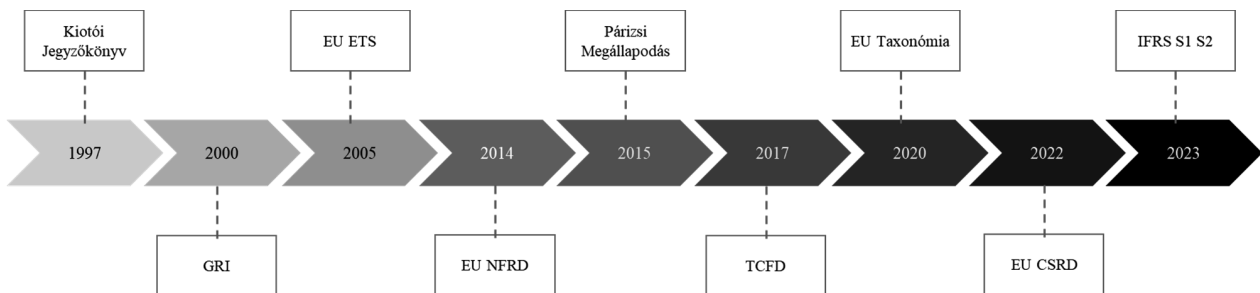 Kiotói
Jegyzőkönyv
EU ETS
Párizsi
Megállapodás
EU Taxonómia
IFRS S1 S2
1997
2000
2005
2014
2015
2017
2020
2022
2023
GRI
EU NFRD
TCFD
EU CSRD